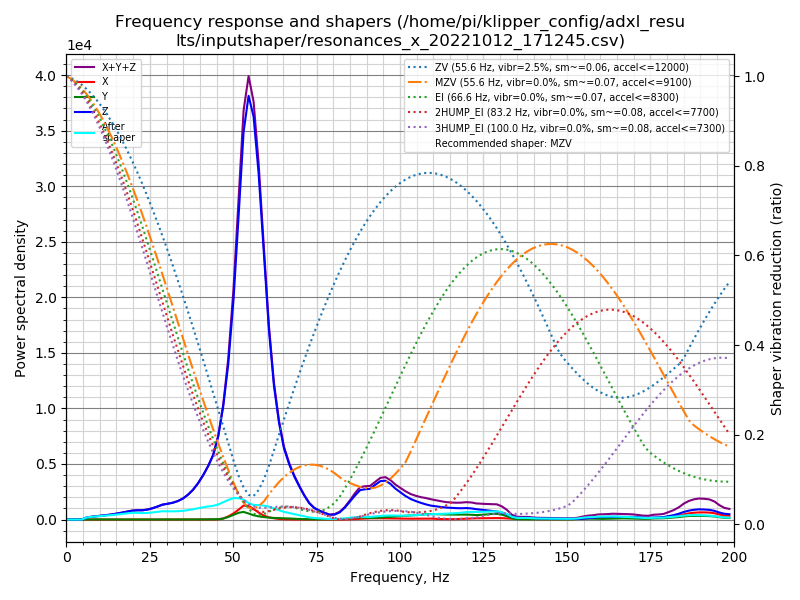 Frequency response and shapers (/home/pi/klipper_config/adxl_resu
lts/inputshaper/resonances_x_20221012_171245.csv)
1e4
X+Y+Z
X
Y
Z
After
shaper
ZV (55.6 Hz, vibr=2.5%, sm~=0.06, accel<=12000)
MZV (55.6 Hz, vibr=0.0%, sm~=0.07, accel<=9100)
EI (66.6 Hz, vibr=0.0%, sm~=0.07, accel<=8300)
2HUMP_EI (83.2 Hz, vibr=0.0%, sm~=0.08, accel<=7700)
3HUMP_EI (100.0 Hz, vibr=0.0%, sm~=0.08, accel<=7300)
Recommended shaper: MZV
Power spectral density
4.0
3.5
3.0
2.5
2.0
1.5
1.0
0.5
0.0
1.0
0.8
0.6
0.4
0.2
0.0
Shaper vibration reduction (ratio)
0 25 50 75 100 125 150 175 200
Frequency, Hz